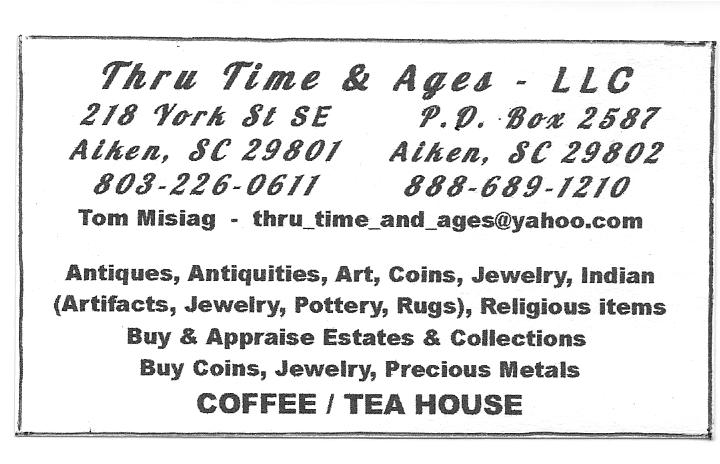 Thru Time & Ages - LLC
218 York St SE P.O. Box 2587
Aiken, SC 29801 Aiken, SC 29802
803-226-0611 888-689-1210
Tom Misiag - thru_time_and_ages@yahoo.com
Antiques, Antiquities, Art, Coins, Jewelry, Indian
(Artifacts, Jewelry, Pottery, Rugs), Religious items
Buy & Appraise Estates & Collections
Buy Coins, Jewelry, Precious Metals
COFFEE / TEA HOUSE